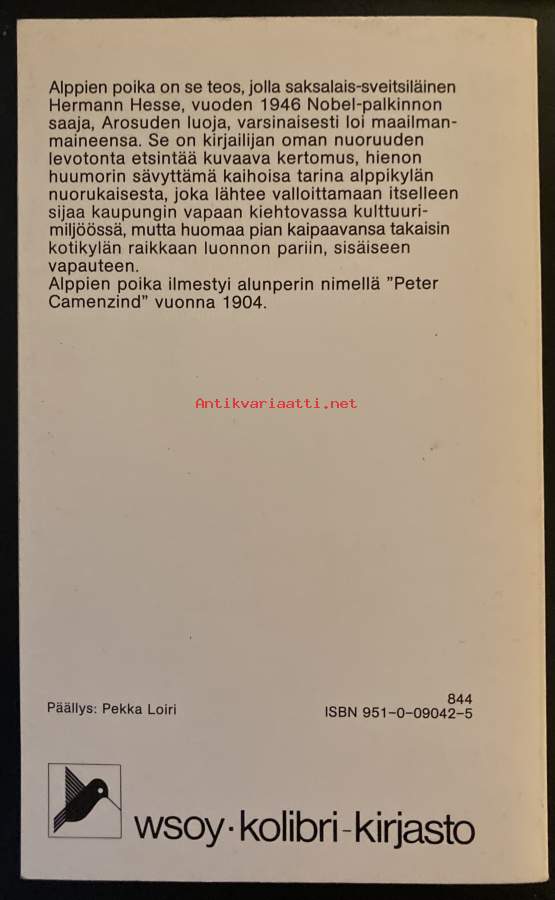 Alppien poika on se teos, jolla saksalais-sveitsiläinen
Hermann Hesse, vuoden 1946 Nobel-palkinnon
saaja, Arosuden luoja, varsinaisesti loi maailman-
maineensa. Se on kirjailijan oman nuoruuden
levotonta etsintää kuvaava kertomus, hienon
huumorin sävyttämä kaihoisa tarina alppikylän
nuorukaisesta, joka lähtee valloittamaan itselleen
sijaa kaupungin vapaan kiehtovassa kulttuuri-
miljöössä, mutta huomaa pian kaipaavansa takaisin
kotikylän raikkaan luonnon pariin, sisäiseen
vapauteen.
Alppien poika ilmestyi alunperin nimellä ”Peter
Camenzind” vuonna 1904.
Antikvariaatti.net
844
Päällys: Pekka Loiri
ISBN 951-0-09042-5
wsoy·kolibri-kirjasto